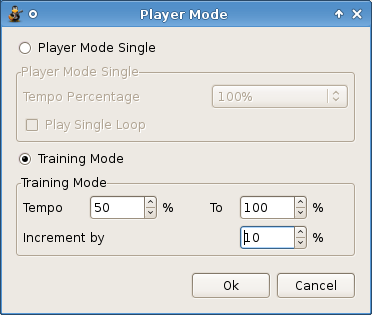 Player Mode
Player Mode Single
Player Mode Single
Tempo Percentage 100%
Play Single Loop
Training Mode
Training Mode
Tempo 50 % To 100 %
Increment by 10 %
Ok Cancel